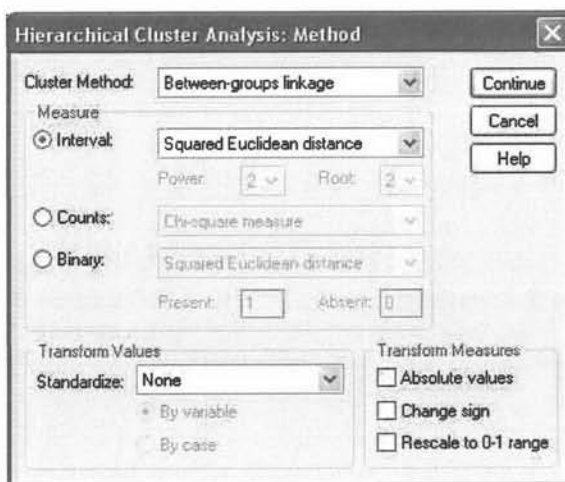 Hierarchical Cluster Analysis: Method
Cluster Method: Between-groups linkage Continue
Measure Cancel
Interval: Squared Euclidean distance Help
Power: 2 Root: 2
Counts: Chi-square measure
Binary: Squared Euclidean distance
Present: 1 Absent: 0
Transform Values
Standardize: None
By variable
By case
Transform Measures
Absolute values
Change sign
Rescale to 0-1 range